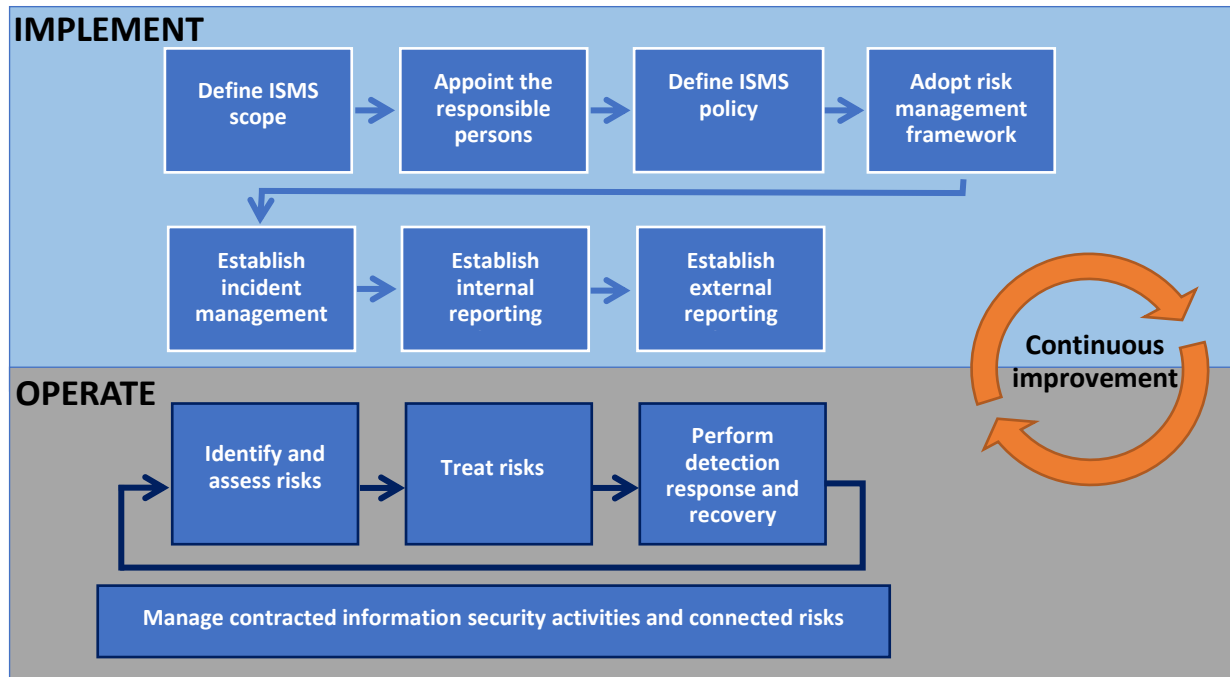 IMPLEMENT
Define ISMS
scope
Appoint the
responsible
persons
Define ISMS
policy
Adopt risk
management
framework
Establish
incident
management
Establish
internal
reporting
Establish
external
reporting
Continuous
improvement
OPERATE
Identify and
assess risks
Treat risks
Perform
detection
response and
recovery
Manage contracted information security activities and connected risks